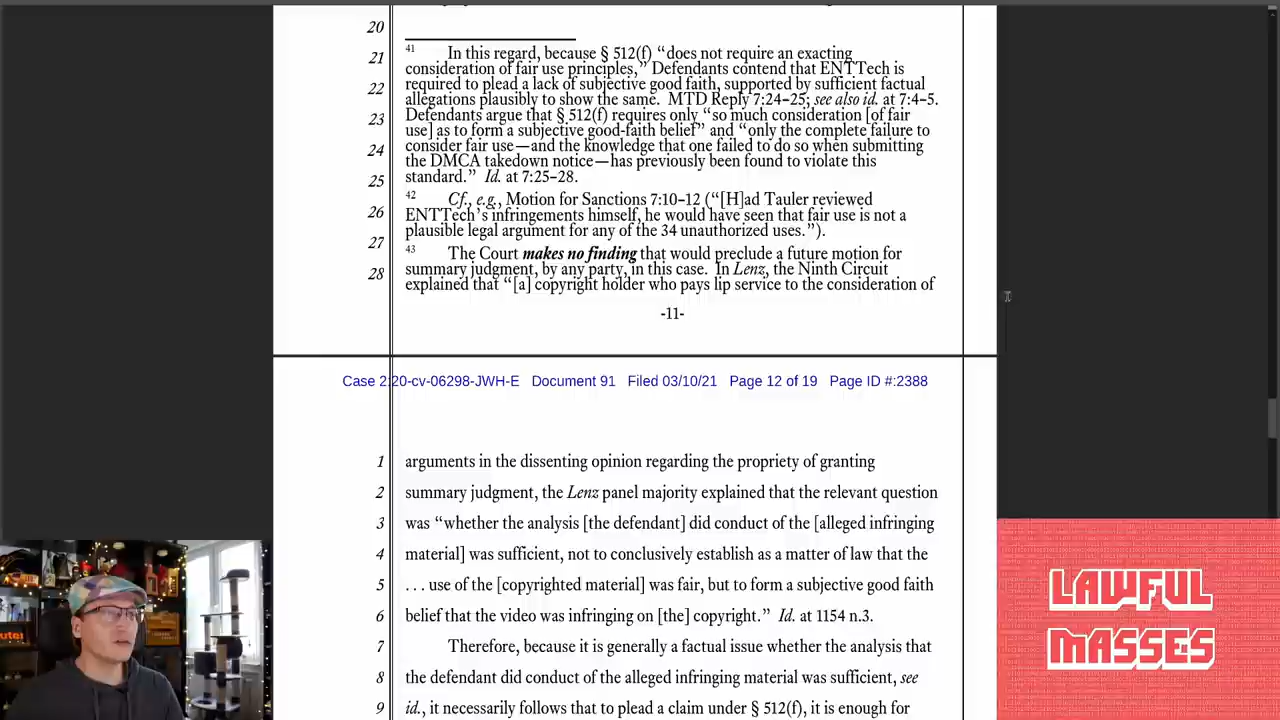 20
41 In this regard, because § 512(f) “does not require an exacting
21
consideration of fair use principles,” Defendants contend that ENTTech is
required to plead a lack of subjective good faith, supported by sufficient factual
22
allegations plausibly to show the same. MTD Reply 7:24–25; see also id. at 7:4–5.
Defendants argue that § 512(f) requires only “so much consideration [of fair
23
use] as to form a subjective good-faith belief” and “only the complete failure to
consider fair use—and the knowledge that one failed to do so when submitting
24
the DMCA takedown notice—has previously been found to violate this
standard.” Id. at 7:25–28.
25
42 Cf., e.g., Motion for Sanctions 7:10–12 (“[H]ad Tauler reviewed
26
ENTTech’s infringements himself, he would have seen that fair use is not a
plausible legal argument for any of the 34 unauthorized uses.”).
27
43 The Court makes no finding that would preclude a future motion for
summary judgment, by any party, in this case. In Lenz, the Ninth Circuit
28
explained that “[a] copyright holder who pays lip service to the consideration of
-11-
Case 2:20-cv-06298-JWH-E Document 91 Filed 03/10/21 Page 12 of 19 Page ID #:2388
1 arguments in the dissenting opinion regarding the propriety of granting
2 summary judgment, the Lenz panel majority explained that the relevant question
3 was “whether the analysis [the defendant] did conduct of the [alleged infringing
4 material] was sufficient, not to conclusively establish as a matter of law that the
5 . . . use of the [copyrighted material] was fair, but to form a subjective good faith
6 belief that the video was infringing on [the] copyright.” Id. at 1154 n.3.
7 Therefore, because it is generally a factual issue whether the analysis that
8 the defendant did conduct of the alleged infringing material was sufficient, see
9 id., it necessarily follows that to plead a claim under § 512(f), it is enough for
LAWFUL
MASSES